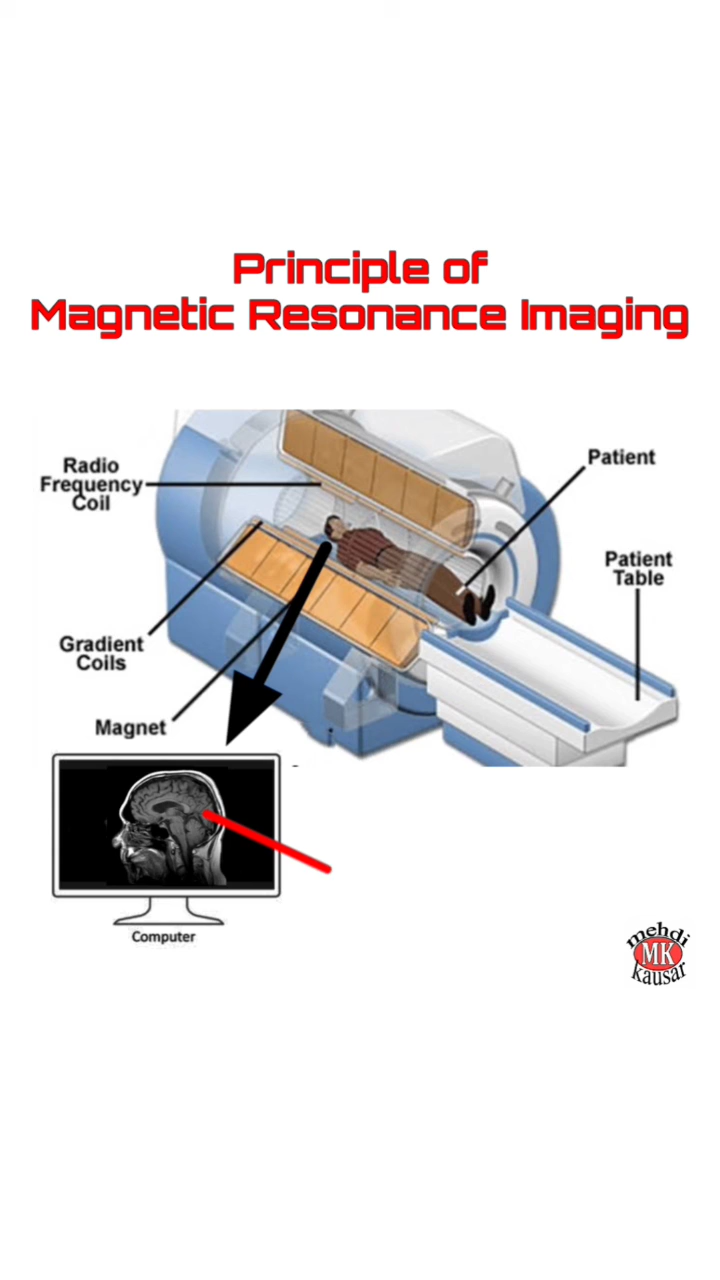 Principle of
Magnetic Resonance Imaging
Radio
Frequency
Coil
Patient
Patient
Table
Gradient
Coils
Magnet
Computer
mehdi
MK
kausar